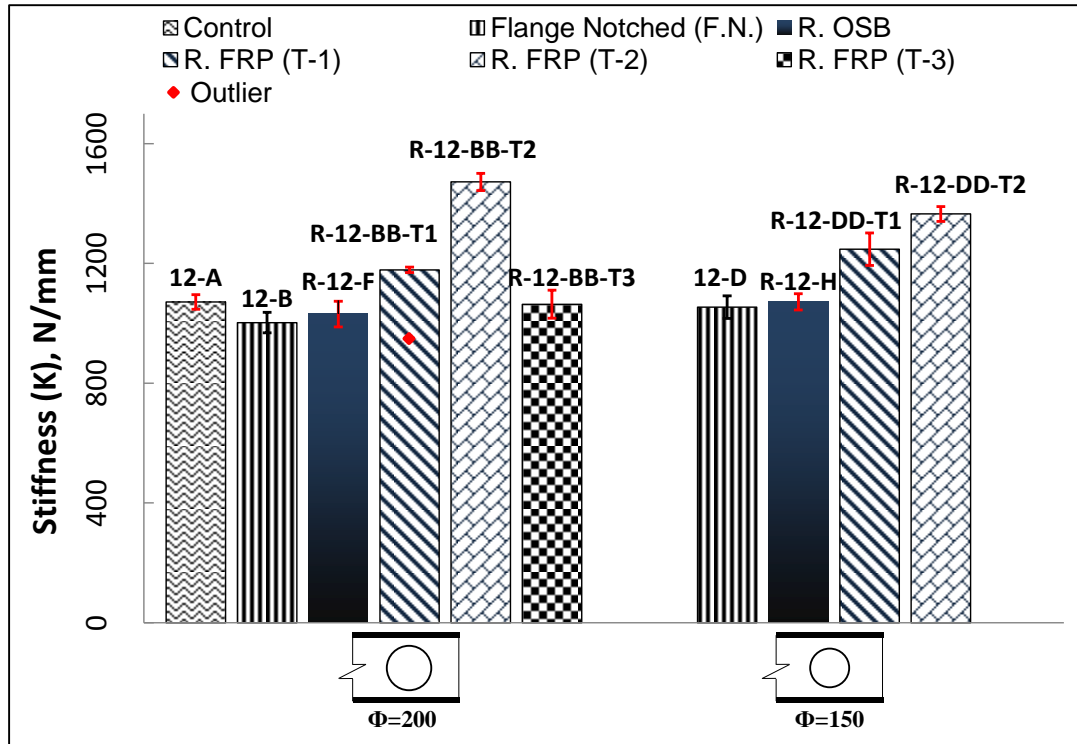 Control Flange Notched (F.N.) R. OSB
R. FRP (T-1) R. FRP (T-2) R. FRP (T-3)
Outlier
Stiffness (K), N/mm
1600
1200
800
400
0
12-A
12-B
R-12-F
R-12-BB-T1
R-12-BB-T2
R-12-BB-T3
12-D
R-12-H
R-12-DD-T1
R-12-DD-T2
Φ=200
Φ=150